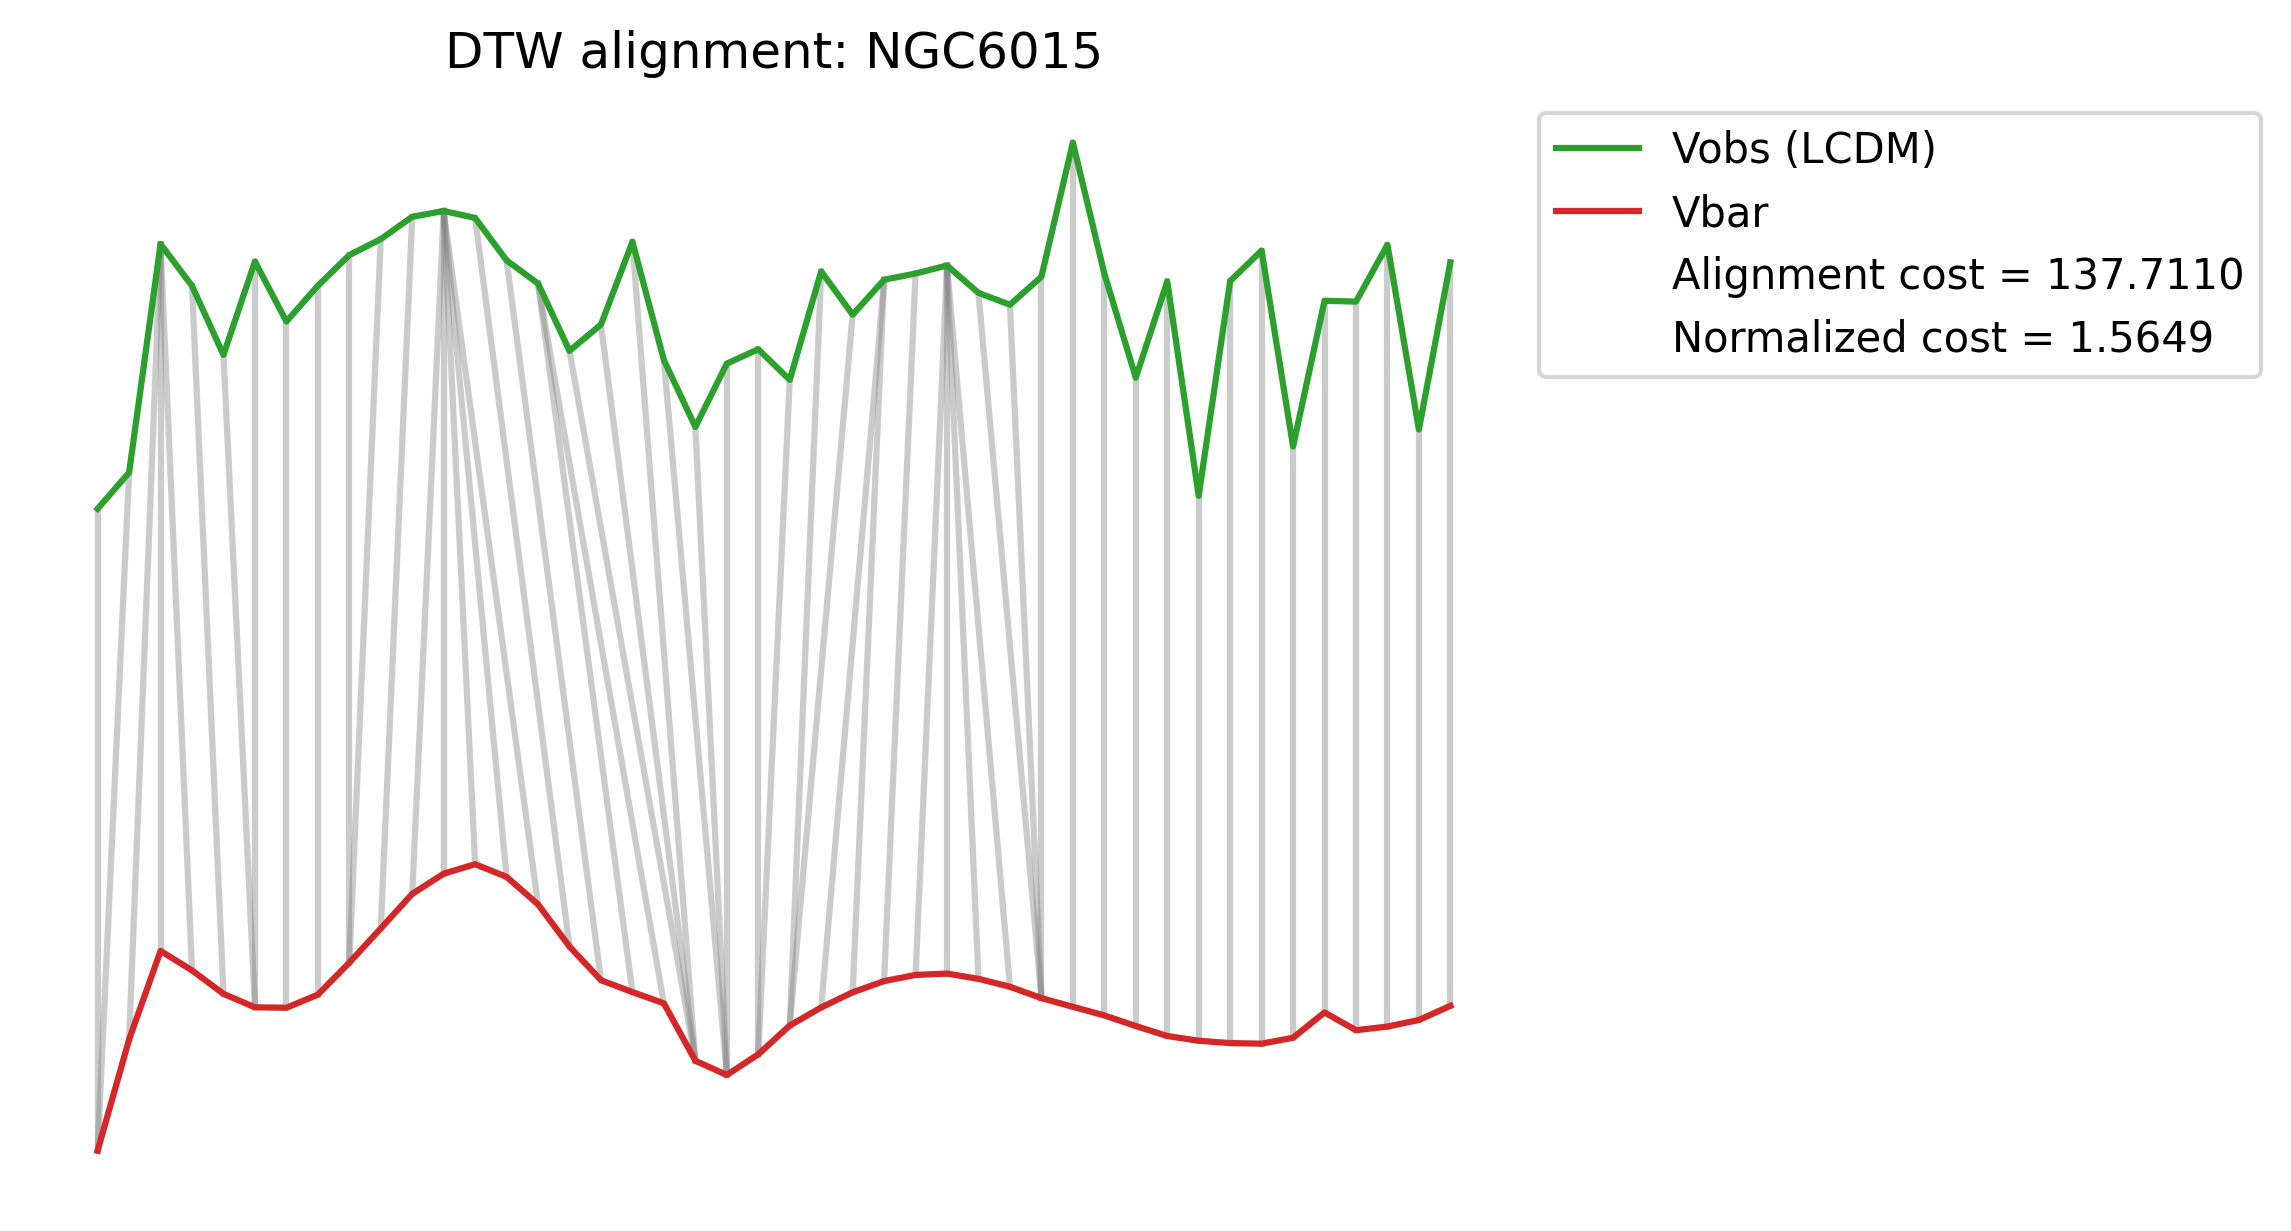 DTW alignment: NGC6015
Vobs (LCDM)
Vbar
Alignment cost = 137.7110
Normalized cost = 1.5649